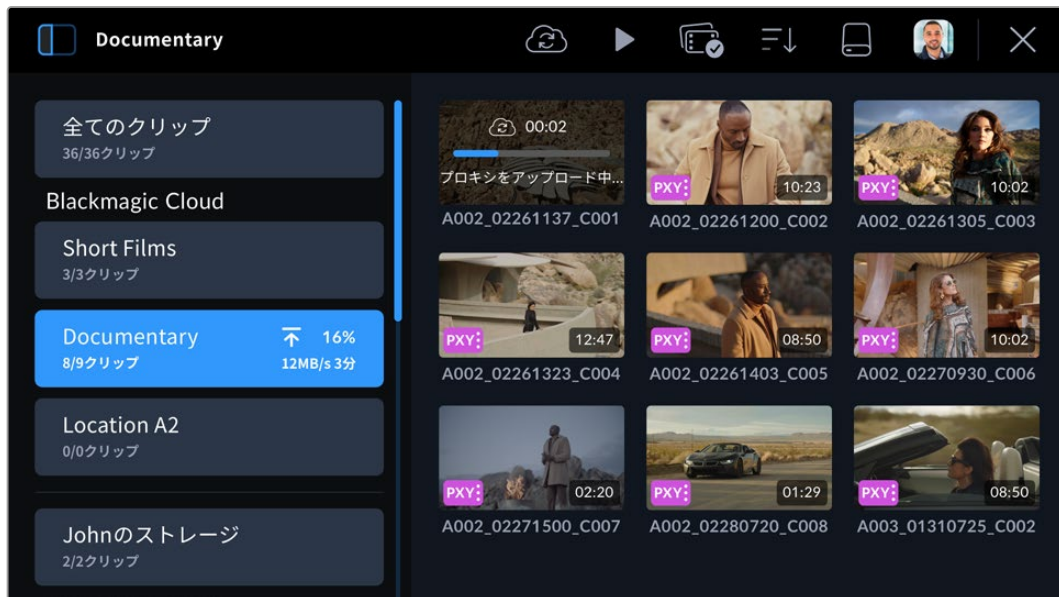 Documentary
全てのクリップ
36/36クリップ
Blackmagic Cloud
Short Films
3/3クリップ
Documentary 16%
8/9クリップ 12MB/s 3分
Location A2
0/0クリップ
Johnのストレージ
2/2クリップ
00:02
プロキシをアップロード中...
A002_02261137_C001
PXY 10:23
A002_02261200_C002
PXY 10:02
A002_02261305_C003
PXY 12:47
A002_02261323_C004
PXY 08:50
A002_02261403_C005
PXY 10:02
A002_02270930_C006
PXY 02:20
A002_02271500_C007
PXY 01:29
A002_02280720_C008
PXY 08:50
A003_01310725_C002